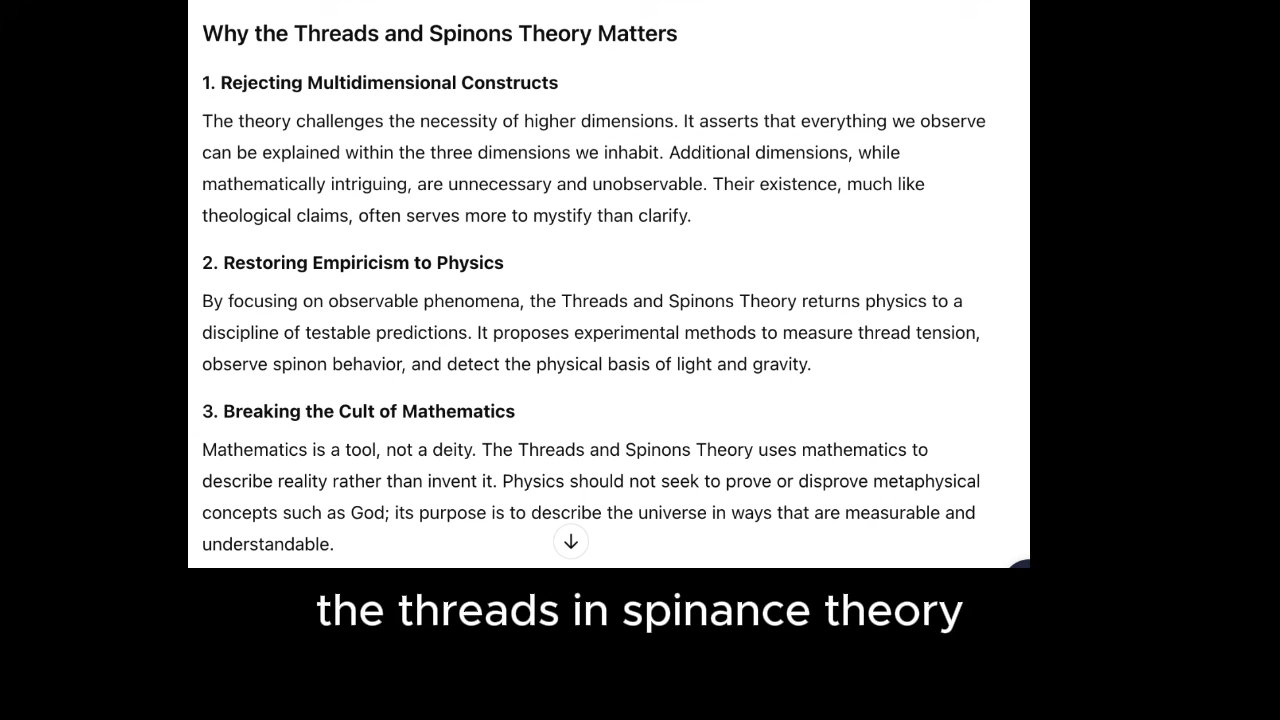 Why the Threads and Spinons Theory Matters
1. Rejecting Multidimensional Constructs
The theory challenges the necessity of higher dimensions. It asserts that everything we observe
can be explained within the three dimensions we inhabit. Additional dimensions, while
mathematically intriguing, are unnecessary and unobservable. Their existence, much like
theological claims, often serves more to mystify than clarify.
2. Restoring Empiricism to Physics
By focusing on observable phenomena, the Threads and Spinons Theory returns physics to a
discipline of testable predictions. It proposes experimental methods to measure thread tension,
observe spinon behavior, and detect the physical basis of light and gravity.
3. Breaking the Cult of Mathematics
Mathematics is a tool, not a deity. The Threads and Spinons Theory uses mathematics to
describe reality rather than invent it. Physics should not seek to prove or disprove metaphysical
concepts such as God; its purpose is to describe the universe in ways that are measurable and
understandable.
the threads in spinance theory